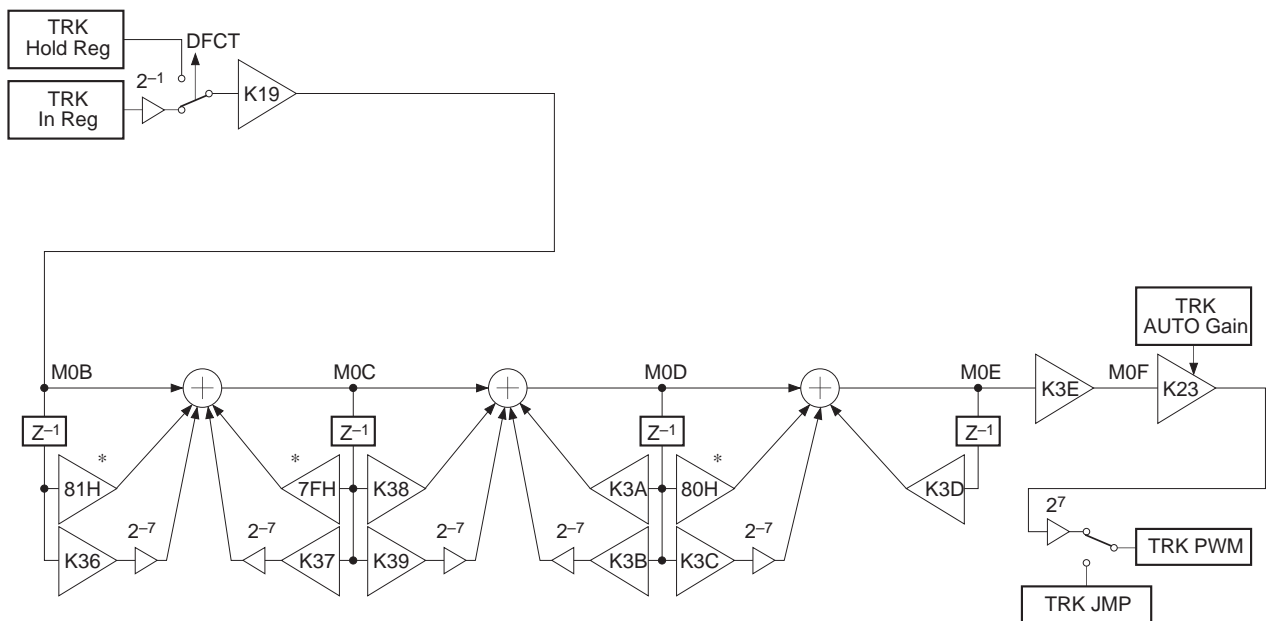 TRK
Hold Reg
DFCT
2–1
TRK
In Reg
K19
TRK
AUTO Gain
M0B
M0C
M0D
M0E
K3E
M0F
K23
Z–1
Z–1
Z–1
Z–1
*
*
*
81H
7FH
K38
K3A
80H
K3D
2–7
2–7
2–7
2–7
2–7
27
K36
K37
K39
K3B
K3C
TRK PWM
TRK JMP